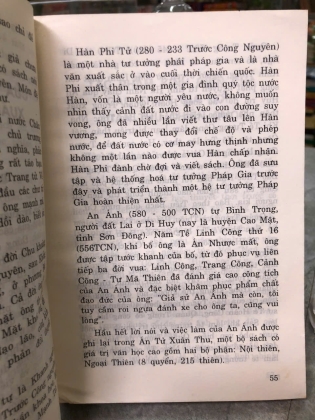 Hàn Phi Tử (280 - 233 Trước Công Nguyên)
là một nhà tư tưởng phái pháp gia và là nhà
văn xuất sắc ở vào cuối thời chiến quốc. Hàn
Phi xuất thân trong một gia đình quý tộc nước
Hàn, vốn là một người yêu nước, không muốn
nhìn thấy cảnh đất nước đi vào con đường suy
vong, ông đã nhiều lần viết thư tâu lên Hàn
vương, mong được thay đổi chế độ và phép
nước, để đất nước có cơ may hưng thịnh nhưng
không một lần nào được vua Hàn chấp nhận.
Hàn Phi đành chờ đợi và viết sách. Ông đã sưu
tập và hệ thống hoá tư tưởng Pháp Gia trước
đây và phát triển thành một hệ tư tưởng Pháp
Gia hoàn thiện nhất.
An Ánh (580 - 500 TCN) tự Bình Trọng,
người đất Lai ở Di Huy (nay là huyện Cao Mật,
tỉnh Sơn Đông). Năm Tề Linh Công thứ 16
(556TCN), khi bố ông là Ấn Nhược mất, ông
được tập tước khanh của bố, từ đó phục vụ liên
tiếp ba đời vua: Linh Công, Trang Công, Cảnh
Công - Tư Mã Thiên đã đánh giá cao công tích
của An Ánh và đặc biệt khâm phục phẩm chất
đạo đức của ông: "Giả sử An Ánh mà còn, tôi
tuy cầm roi ngựa đánh xe cho ông ta, cũng vui
lòng".
Hầu hết lời nói và việc làm của An Ánh được
ghi lại trong Án Tử Xuân Thu, một bộ sách có
giá trị văn học cao gồm hai bộ phận: Nội thiên,
Ngoại Thiên (8 quyển, 215 thiên).
55